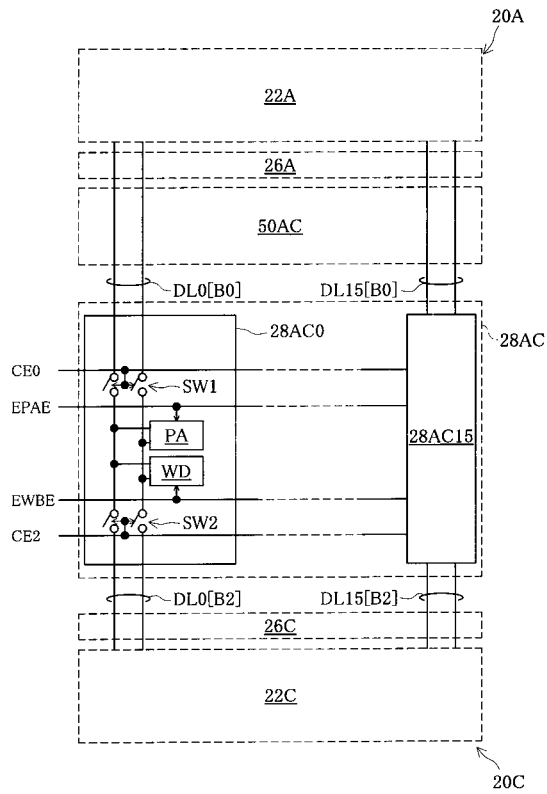 20A
22A
26A
50AC
DL0[B0]
DL15[B0]
28AC0
28AC
CE0
SW1
EPAE
PA
28AC15
WD
EWBE
SW2
CE2
DL0[B2]
DL15[B2]
26C
22C
20C